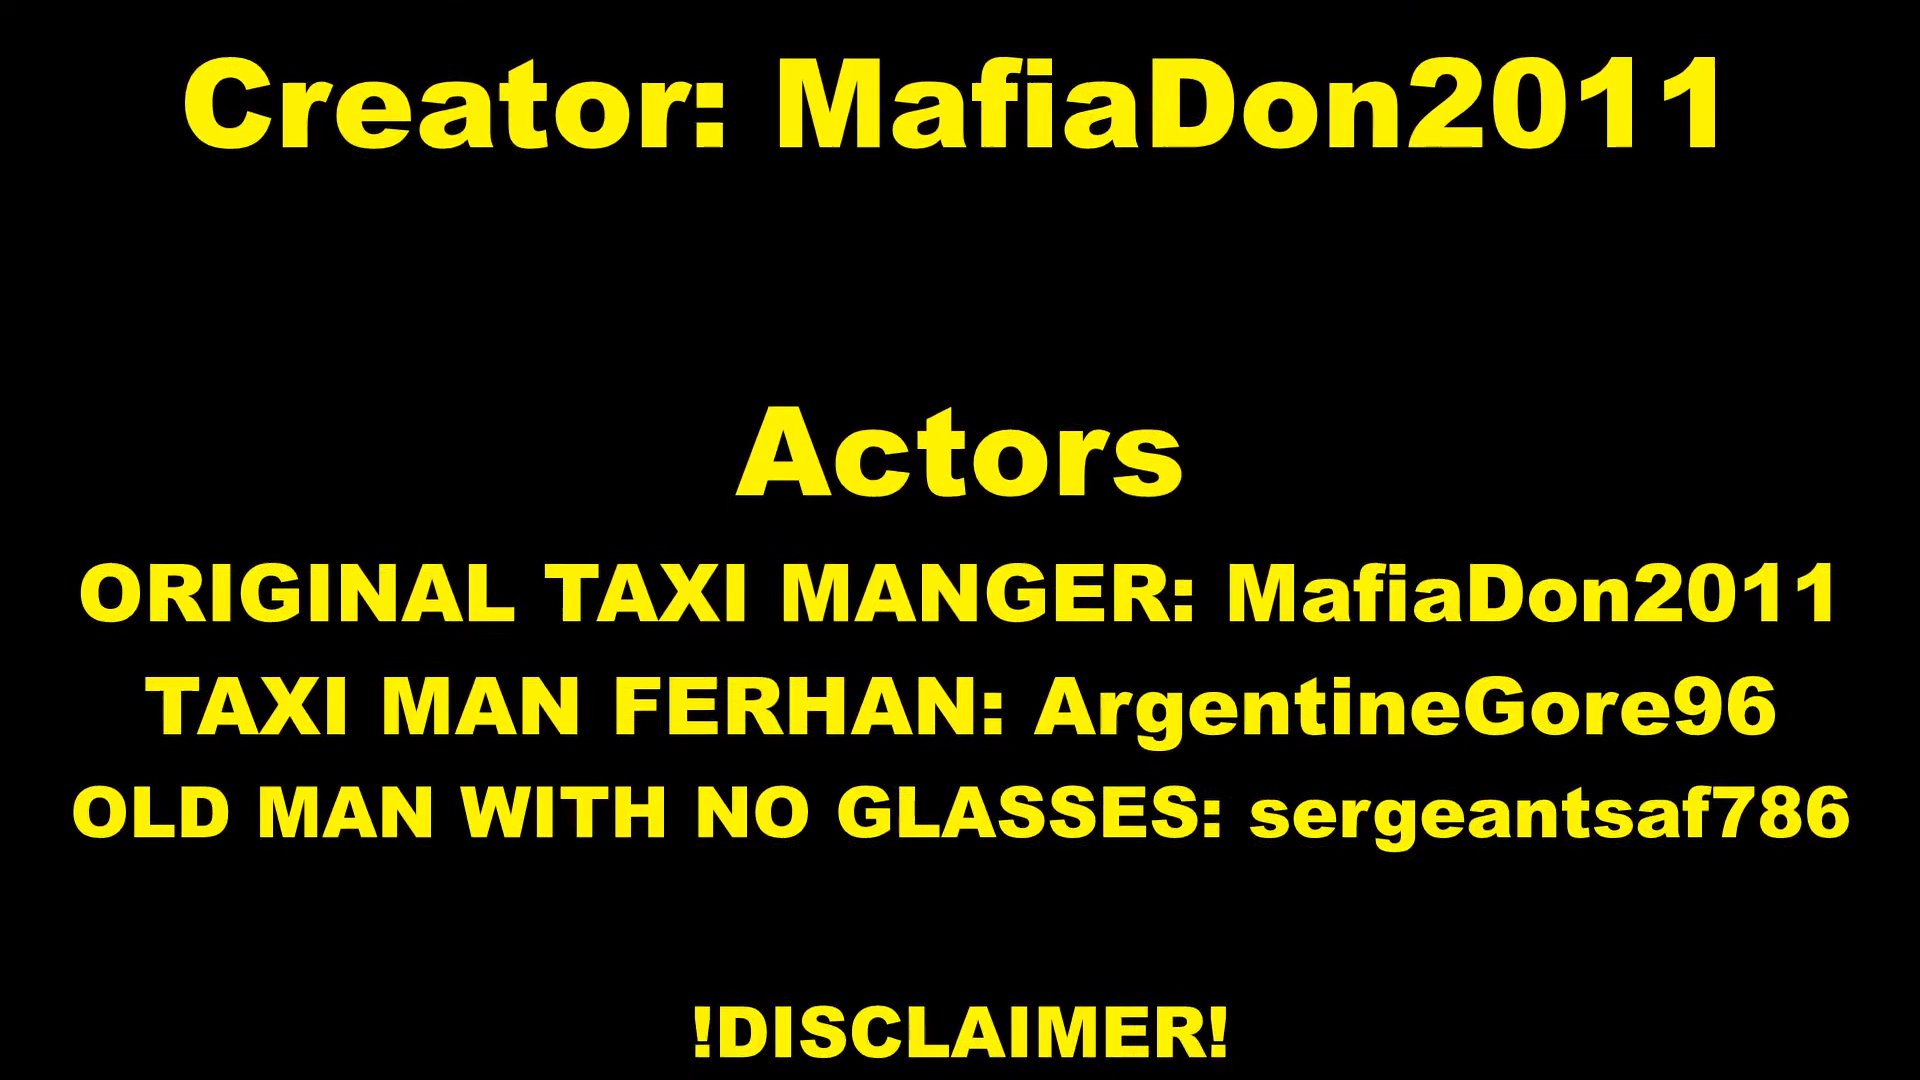 Creator: MafiaDon2011
Actors
ORIGINAL TAXI MANGER: MafiaDon2011
TAXI MAN FERHAN: ArgentineGore96
OLD MAN WITH NO GLASSES: sergeantsaf786
!DISCLAIMER!